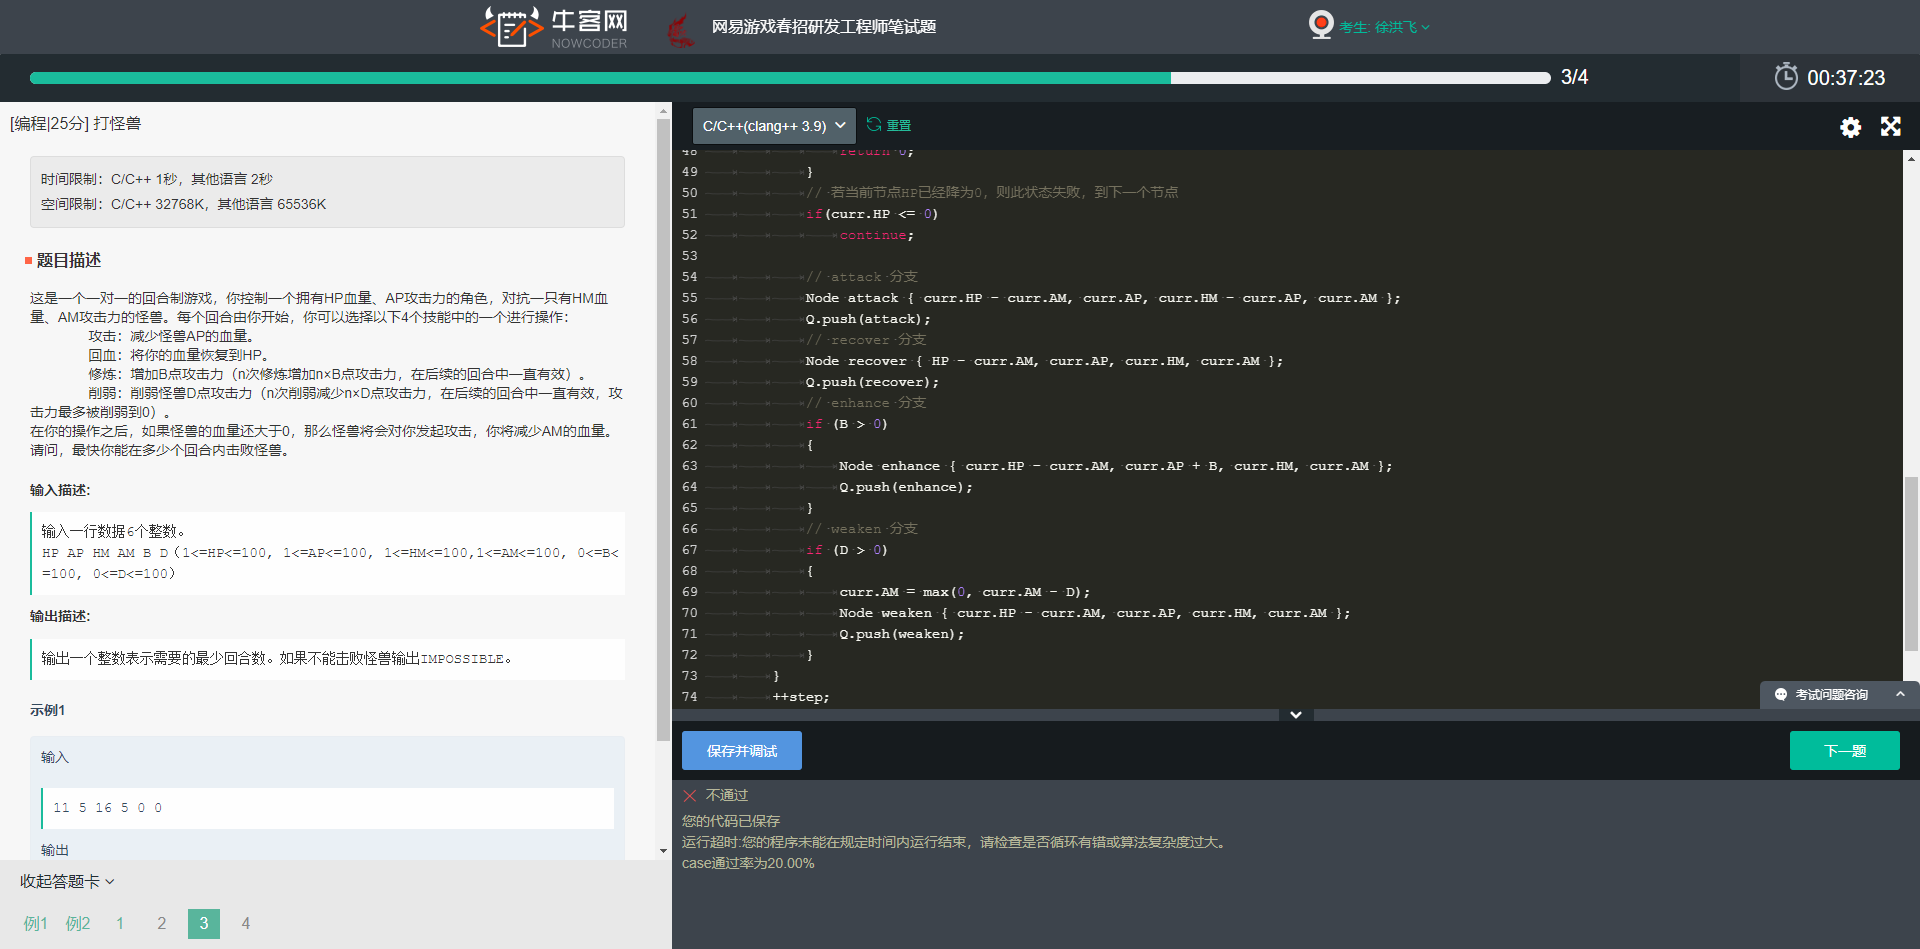 牛客网
NOWCODER
网易游戏春招研发工程师笔试题
考生: 徐洪飞
3/4
00:37:23
[编程|25分] 打怪兽
时间限制：C/C++ 1秒，其他语言 2秒
空间限制：C/C++ 32768K，其他语言 65536K
题目描述
这是一个一对一的回合制游戏，你控制一个拥有HP血量、AP攻击力的角色，对抗一只有HM血
量、AM攻击力的怪兽。每个回合由你开始，你可以选择以下4个技能中的一个进行操作：
攻击：减少怪兽AP的血量。
回血：将你的血量恢复到HP。
修炼：增加B点攻击力（n次修炼增加n×B点攻击力，在后续的回合中一直有效）。
削弱：削弱怪兽D点攻击力（n次削弱减少n×D点攻击力，在后续的回合中一直有效，攻
击力最多被削弱到0）。
在你的操作之后，如果怪兽的血量还大于0，那么怪兽将会对你发起攻击，你将减少AM的血量。
请问，最快你能在多少个回合内击败怪兽。
输入描述:
输入一行数据6个整数。
HP AP HM AM B D（1<=HP<=100, 1<=AP<=100, 1<=HM<=100,1<=AM<=100, 0<=B<
=100, 0<=D<=100）
输出描述:
输出一个整数表示需要的最少回合数。如果不能击败怪兽输出IMPOSSIBLE。
示例1
输入
11 5 16 5 0 0
输出
收起答题卡
例1 例2 1 2 3 4
C/C++(clang++ 3.9) 重置
48 return 0;
49 }
50 // 若当前节点HP已经降为0，则此状态失败，到下一个节点
51 if(curr.HP <= 0)
52 continue;
53
54 // attack 分支
55 Node attack { curr.HP - curr.AM, curr.AP, curr.HM - curr.AP, curr.AM };
56 Q.push(attack);
57 // recover 分支
58 Node recover { HP - curr.AM, curr.AP, curr.HM, curr.AM };
59 Q.push(recover);
60 // enhance 分支
61 if (B > 0)
62 {
63 Node enhance { curr.HP - curr.AM, curr.AP + B, curr.HM, curr.AM };
64 Q.push(enhance);
65 }
66 // weaken 分支
67 if (D > 0)
68 {
69 curr.AM = max(0, curr.AM - D);
70 Node weaken { curr.HP - curr.AM, curr.AP, curr.HM, curr.AM };
71 Q.push(weaken);
72 }
73 }
74 ++step;
考试问题咨询
保存并调试
下一题
不通过
您的代码已保存
运行超时:您的程序未能在规定时间内运行结束，请检查是否循环有错或算法复杂度过大。
case通过率为20.00%